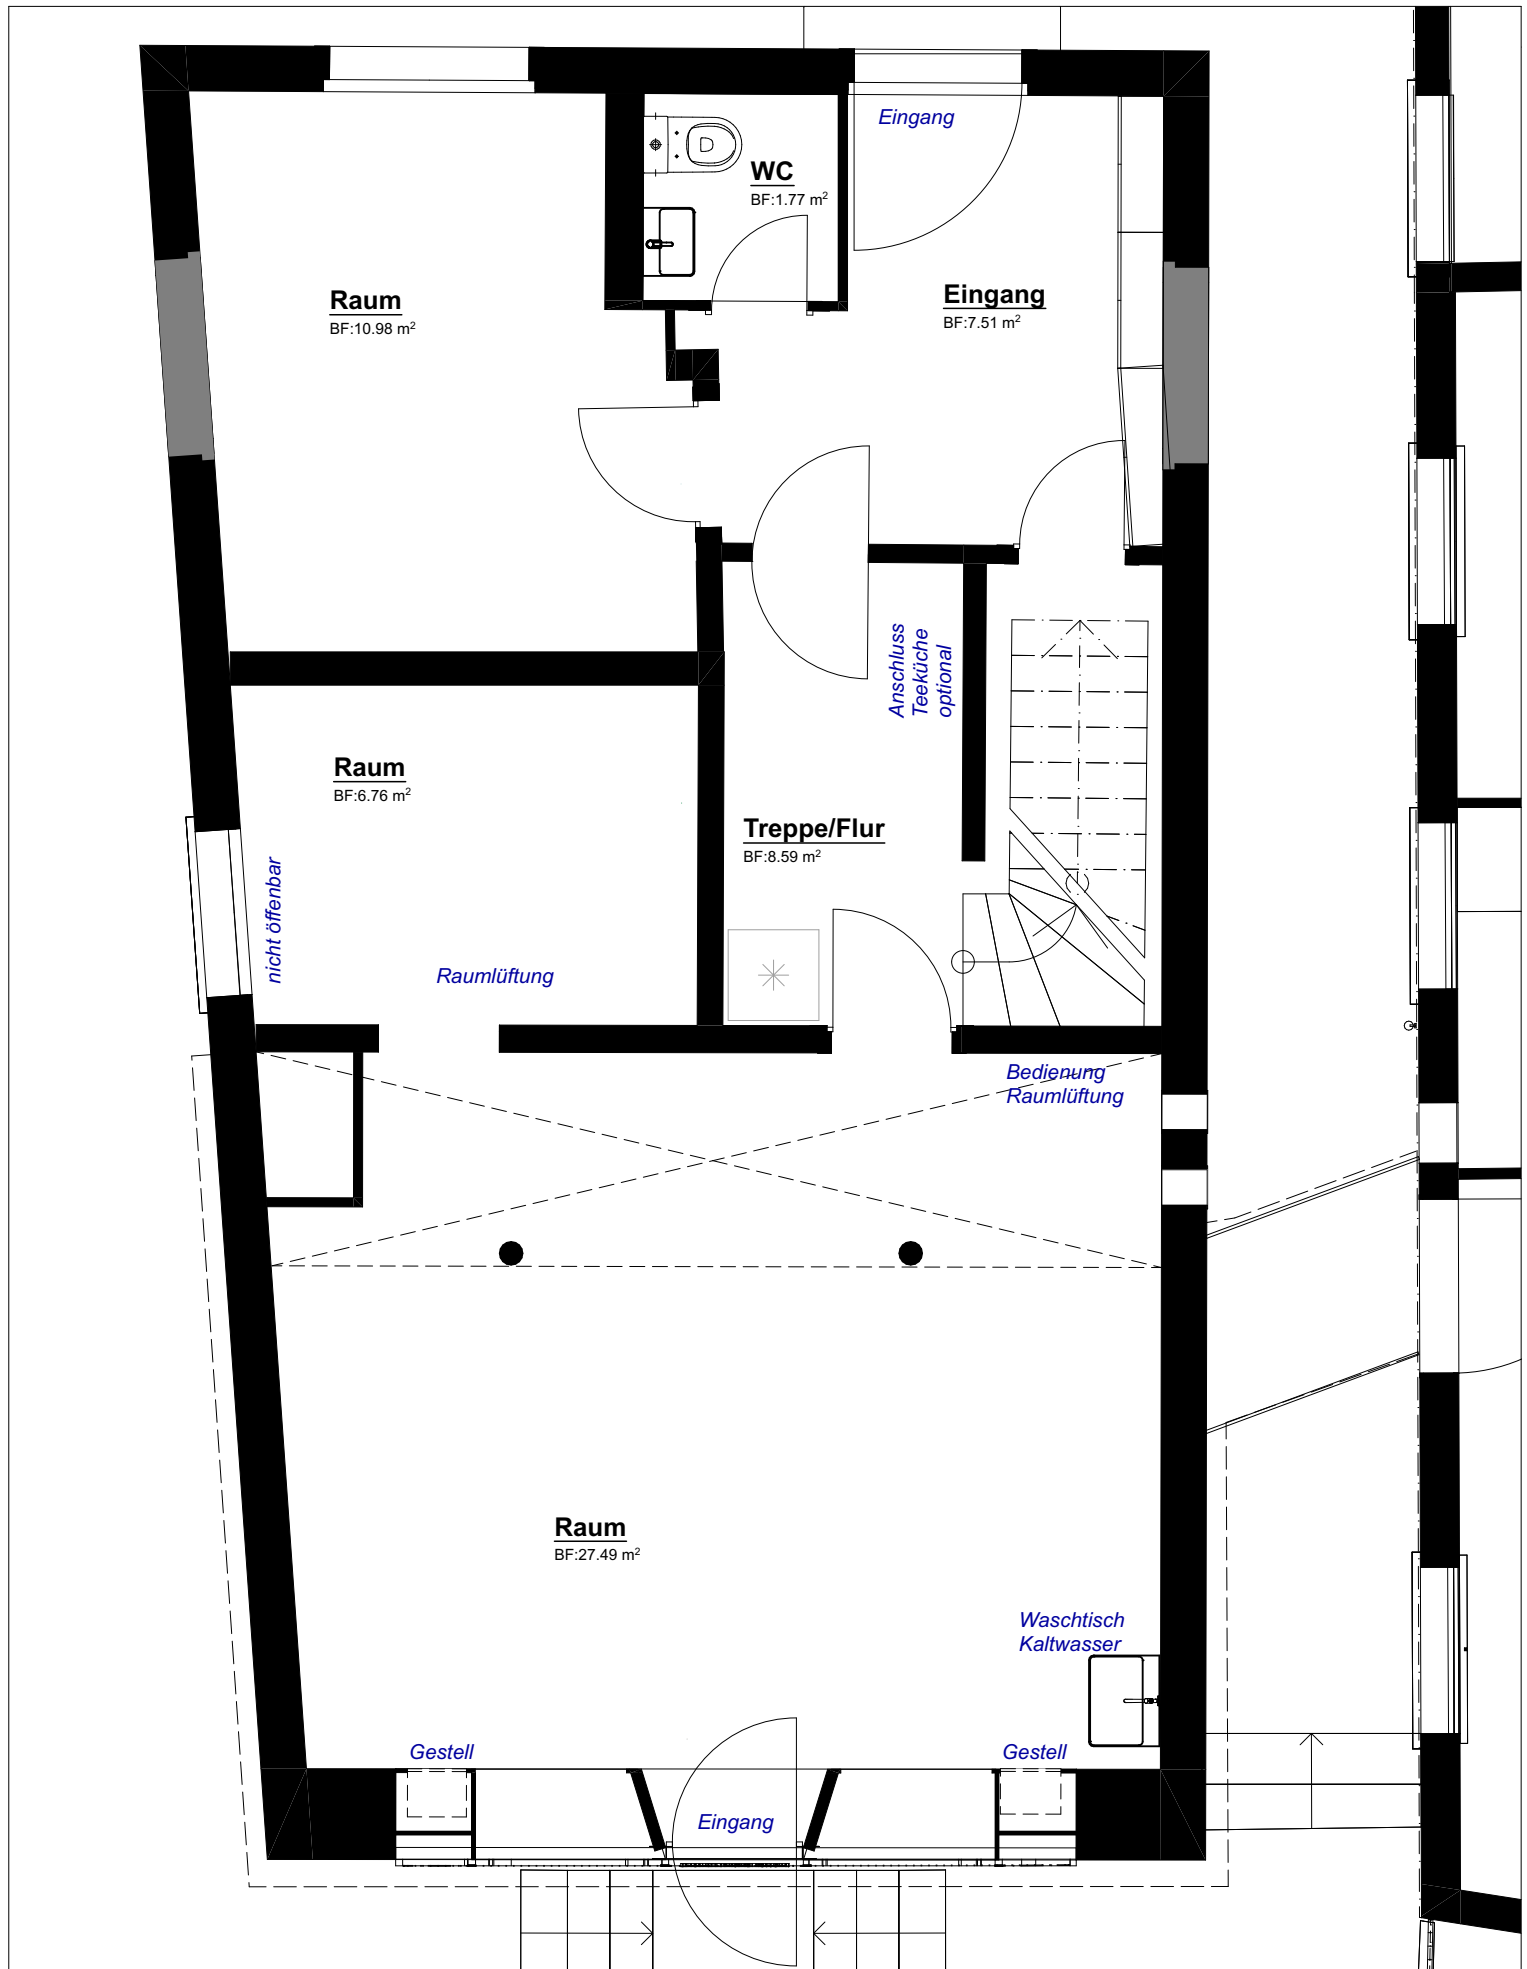 Eingang
WC
BF:1.77 m²
Raum
BF:10.98 m²
Eingang
BF:7.51 m²
Anschluss
Teeküche
optional
Raum
BF:6.76 m²
Treppe/Flur
BF:8.59 m²
nicht öffenbar
Raumlüftung
Bedienung
Raumlüftung
Raum
BF:27.49 m²
Waschtisch
Kaltwasser
Gestell
Gestell
Eingang